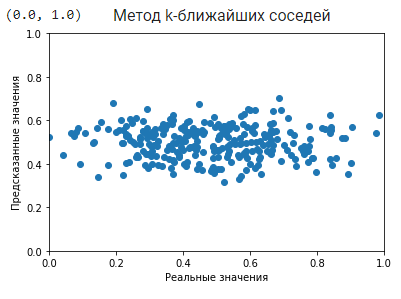 (0.0, 1.0)
Метод k-ближайших соседей
1.0
0.8
0.6
0.4
0.2
0.0
Предсказанные значения
0.0 0.2 0.4 0.6 0.8 1.0
Реальные значения